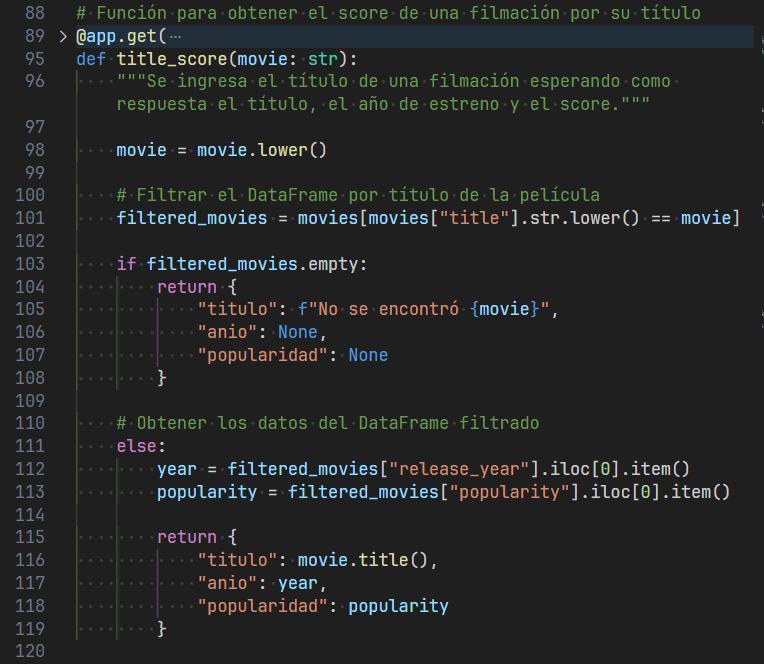 88 # Función para obtener el score de una filmación por su título
89 > @app.get( ···
95 def title_score(movie: str):
96     """Se ingresa el título de una filmación esperando como
    respuesta el título, el año de estreno y el score."""
97
98     movie = movie.lower()
99
100     # Filtrar el DataFrame por título de la película
101     filtered_movies = movies[movies["title"].str.lower() == movie]
102
103     if filtered_movies.empty:
104         return {
105             "titulo": f"No se encontró {movie}",
106             "anio": None,
107             "popularidad": None
108         }
109
110     # Obtener los datos del DataFrame filtrado
111     else:
112         year = filtered_movies["release_year"].iloc[0].item()
113         popularity = filtered_movies["popularity"].iloc[0].item()
114
115         return {
116             "titulo": movie.title(),
117             "anio": year,
118             "popularidad": popularity
119         }
120